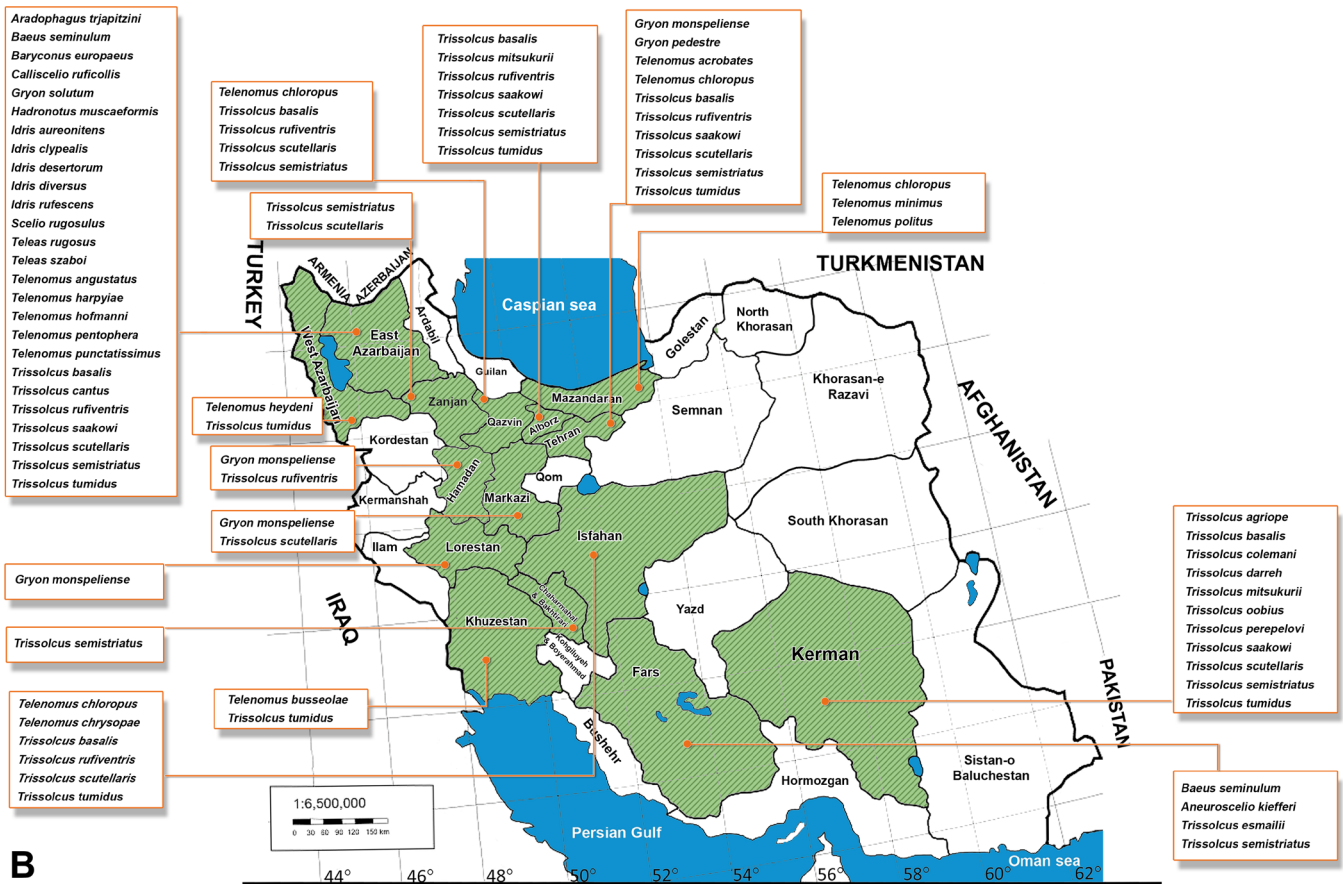 Aradophagus trjapitzini
Baeus seminulum
Baryconus europaeus
Calliscelio ruficollis
Gryon solutum
Hadronotus muscaeformis
Idris aureonitens
Idris clypealis
Idris desertorum
Idris diversus
Idris rufescens
Scelio rugosulus
Teleas rugosus
Teleas szaboi
Telenomus angustatus
Telenomus harpyiae
Telenomus hofmanni
Telenomus pentophera
Telenomus punctatissimus
Trissolcus basalis
Trissolcus cantus
Trissolcus rufiventris
Trissolcus saakowi
Trissolcus scutellaris
Trissolcus semistriatus
Trissolcus tumidus
Telenomus chloropus
Trissolcus basalis
Trissolcus rufiventris
Trissolcus scutellaris
Trissolcus semistriatus
Trissolcus semistriatus
Trissolcus scutellaris
Trissolcus basalis
Trissolcus mitsukurii
Trissolcus rufiventris
Trissolcus saakowi
Trissolcus scutellaris
Trissolcus semistriatus
Trissolcus tumidus
Gryon monspeliense
Gryon pedestre
Telenomus acrobates
Telenomus chloropus
Trissolcus basalis
Trissolcus rufiventris
Trissolcus saakowi
Trissolcus scutellaris
Trissolcus semistriatus
Trissolcus tumidus
Telenomus chloropus
Telenomus minimus
Telenomus politus
Telenomus heydeni
Trissolcus tumidus
Gryon monspeliense
Trissolcus rufiventris
Gryon monspeliense
Trissolcus scutellaris
Gryon monspeliense
Trissolcus semistriatus
Telenomus chloropus
Telenomus chrysopae
Trissolcus basalis
Trissolcus rufiventris
Trissolcus scutellaris
Trissolcus tumidus
Telenomus busseolae
Trissolcus tumidus
Trissolcus agriope
Trissolcus basalis
Trissolcus colemani
Trissolcus darreh
Trissolcus mitsukurii
Trissolcus oobius
Trissolcus perepelovi
Trissolcus saakowi
Trissolcus scutellaris
Trissolcus semistriatus
Trissolcus tumidus
Baeus seminulum
Aneuroscelio kiefferi
Trissolcus esmailii
Trissolcus semistriatus
TURKEY
ARMENIA
AZERBAIJAN
TURKMENISTAN
AFGHANISTAN
PAKISTAN
IRAQ
Caspian sea
Persian Gulf
Oman sea
West Azarbaijan
East
Azarbaijan
Ardabil
Guilan
Zanjan
Qazvin
Alborz
Mazandaran
Tehran
Golestan
North
Khorasan
Khorasan-e
Razavi
Semnan
Kordestan
Hamadan
Qom
Markazi
Kermanshah
Ilam
Lorestan
Isfahan
South Khorasan
Khuzestan
Chaharmahal
& Bakhtiran
Kohgiluyeh
& Boyerahmad
Yazd
Fars
Kerman
Bushehr
Hormozgan
Sistan-o
Baluchestan
1:6,500,000
0 30 60 90 120 150 km
B
44° 46° 48° 50° 52° 54° 56° 58° 60° 62°